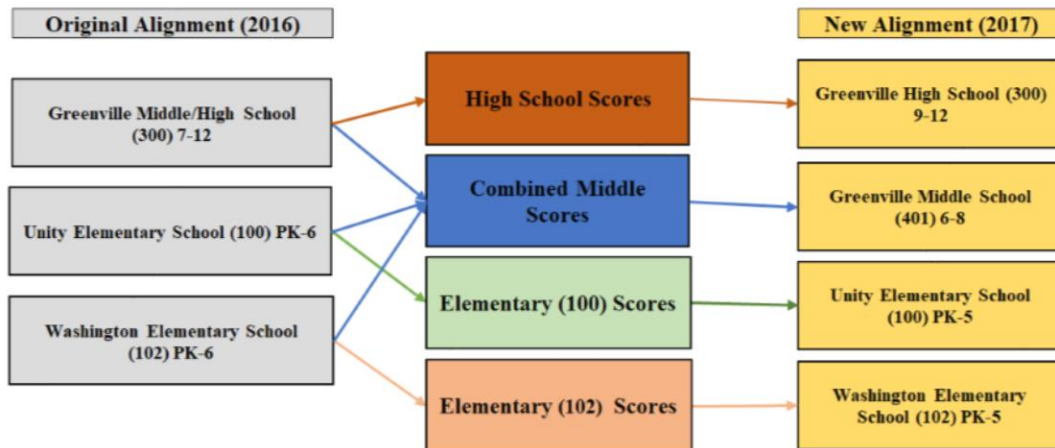 Original Alignment (2016)
New Alignment (2017)
Greenville Middle/High School
(300) 7-12
High School Scores
Greenville High School (300)
9-12
Unity Elementary School (100) PK-6
Combined Middle
Scores
Greenville Middle School
(401) 6-8
Washington Elementary School
(102) PK-6
Elementary (100) Scores
Unity Elementary School
(100) PK-5
Elementary (102) Scores
Washington Elementary
School (102) PK-5